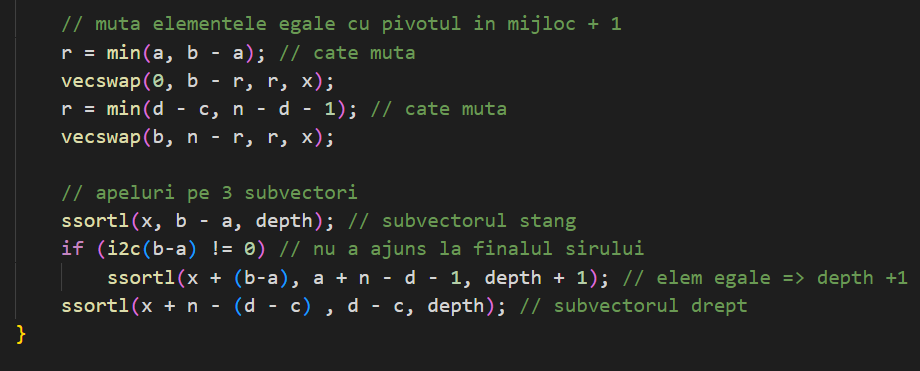 // muta elementele egale cu pivotul in mijloc + 1
r = min(a, b - a); // cate muta
vecswap(0, b - r, r, x);
r = min(d - c, n - d - 1); // cate muta
vecswap(b, n - r, r, x);
// apeluri pe 3 subvectori
ssortl(x, b - a, depth); // subvectorul stang
if (i2c(b-a) != 0) // nu a ajuns la finalul sirului
ssortl(x + (b-a), a + n - d - 1, depth + 1); // elem egale => depth +1
ssortl(x + n - (d - c) , d - c, depth); // subvectorul drept
}